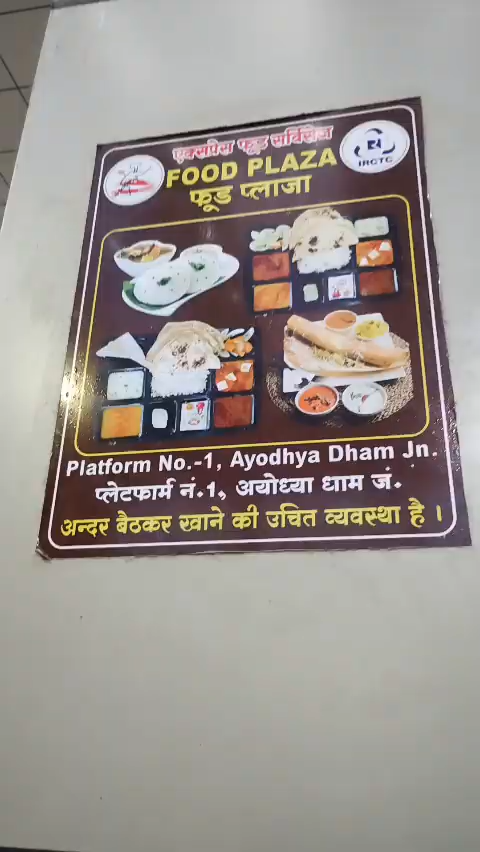 एक्सप्रेस फूड सर्विसेज
IRCTC
FOOD PLAZA
फूड प्लाजा
Platform No.-1, Ayodhya Dham Jn.
प्लेटफार्म नं.1, अयोध्या धाम जं.
अन्दर बैठकर खाने की उचित व्यवस्था है।